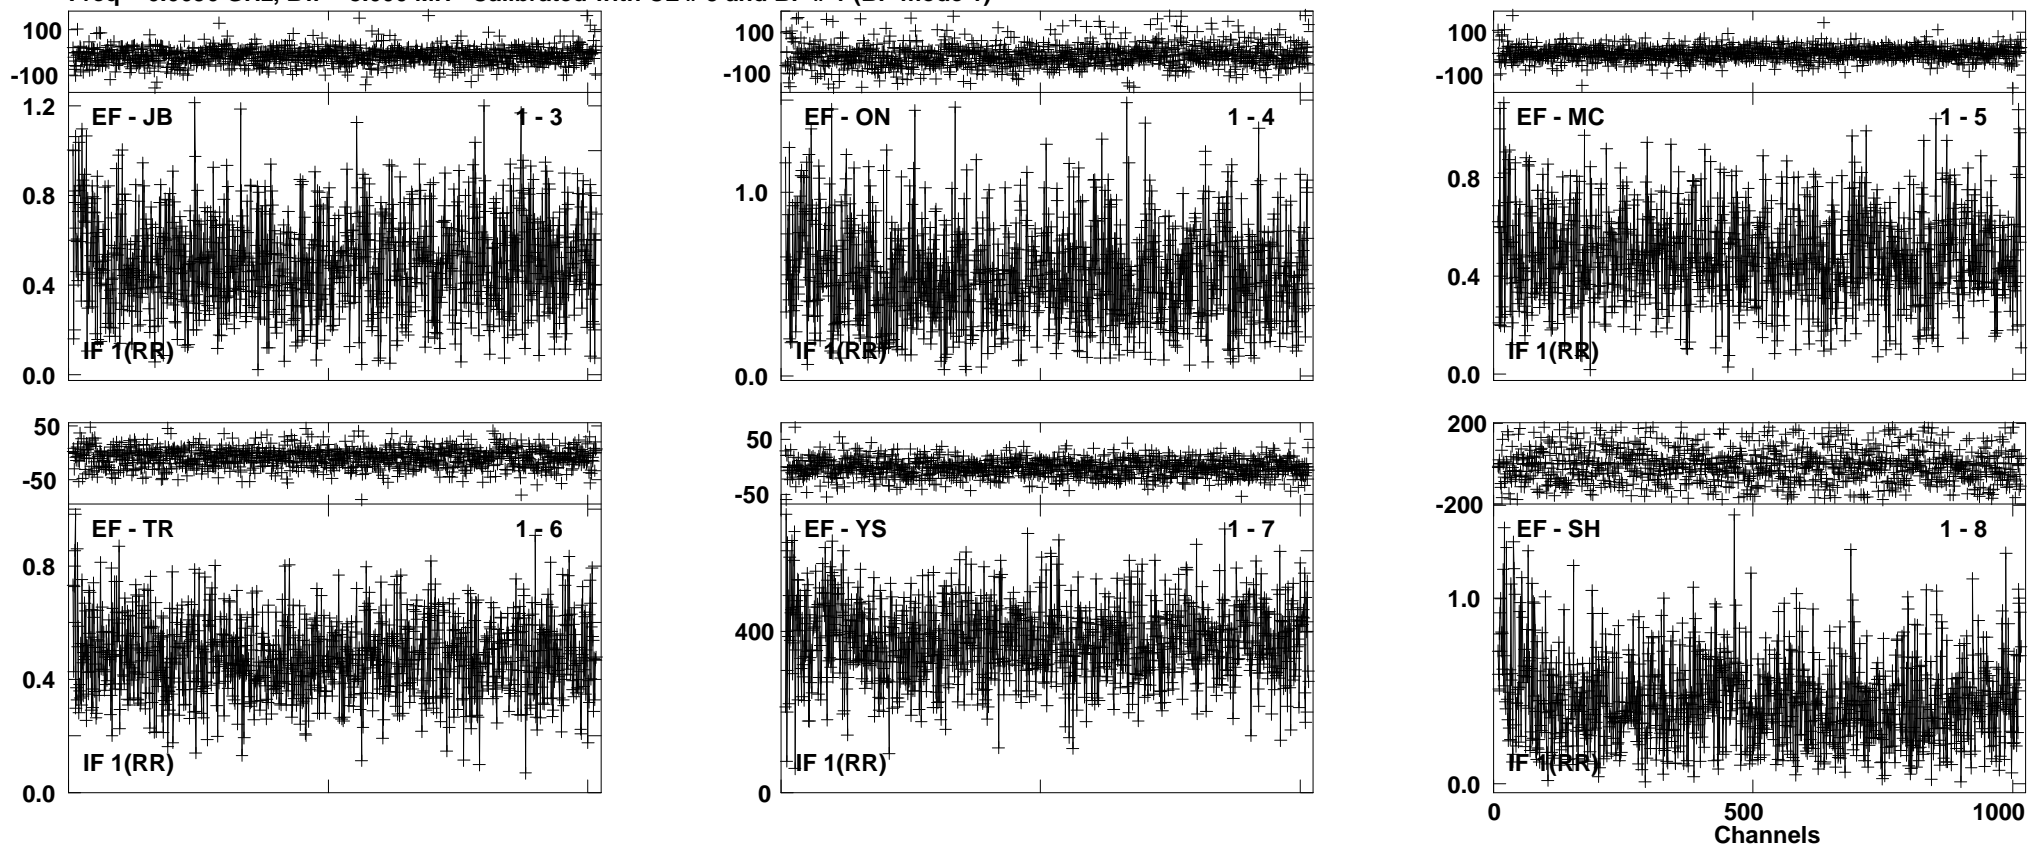 100
-100
1.2
0.8
0.4
0.0
EF - JB 1 - 3
IF 1(RR)
100
-100
1.0
0.0
EF - ON 1 - 4
IF 1(RR)
100
-100
0.8
0.4
0.0
EF - MC 1 - 5
IF 1(RR)
50
-50
0.8
0.4
0.0
EF - TR 1 - 6
IF 1(RR)
50
-50
400
0
EF - YS 1 - 7
IF 1(RR)
200
-200
1.0
0.0
EF - SH 1 - 8
IF 1(RR)
0 500 1000
Channels